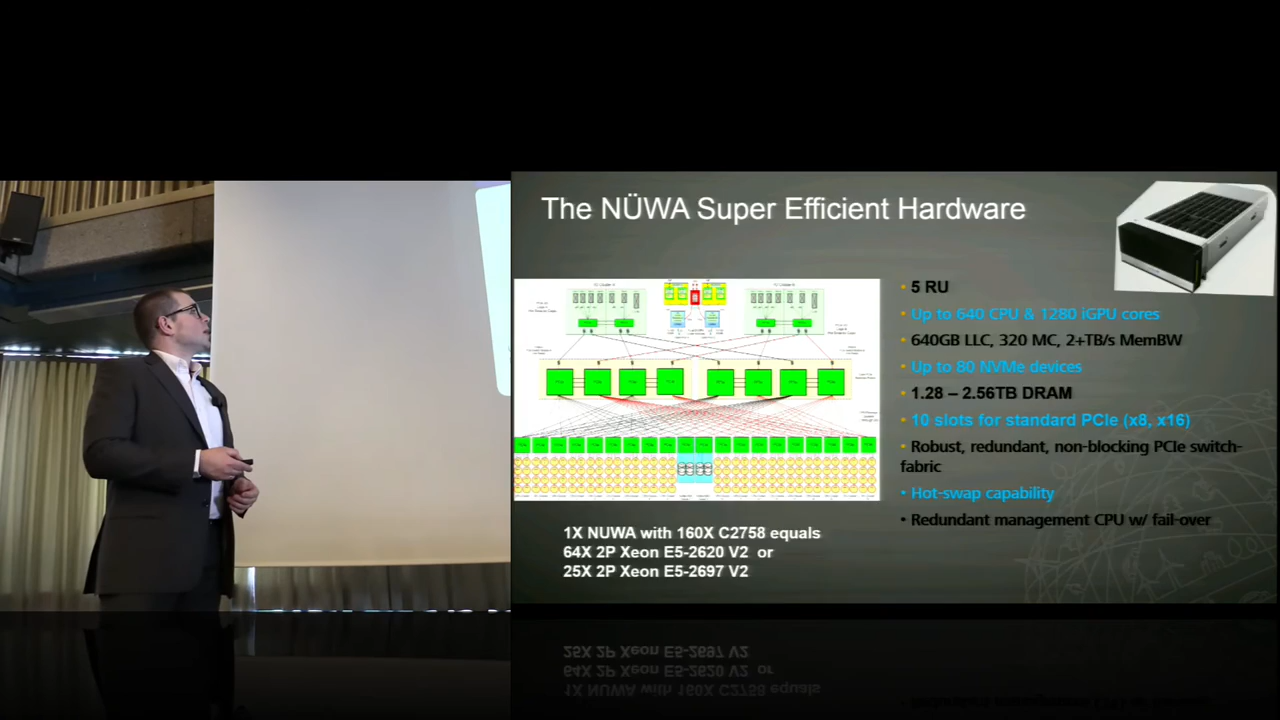 The NÜWA Super Efficient Hardware
• 5 RU
• Up to 640 CPU & 1280 iGPU cores
• 640GB LLC, 320 MC, 2+TB/s MemBW
• Up to 80 NVMe devices
• 1.28 – 2.56TB DRAM
• 10 slots for standard PCIe (x8, x16)
• Robust, redundant, non-blocking PCIe switch-
fabric
• Hot-swap capability
• Redundant management CPU w/ fail-over
1X NUWA with 160X C2758 equals
64X 2P Xeon E5-2620 V2 or
25X 2P Xeon E5-2697 V2